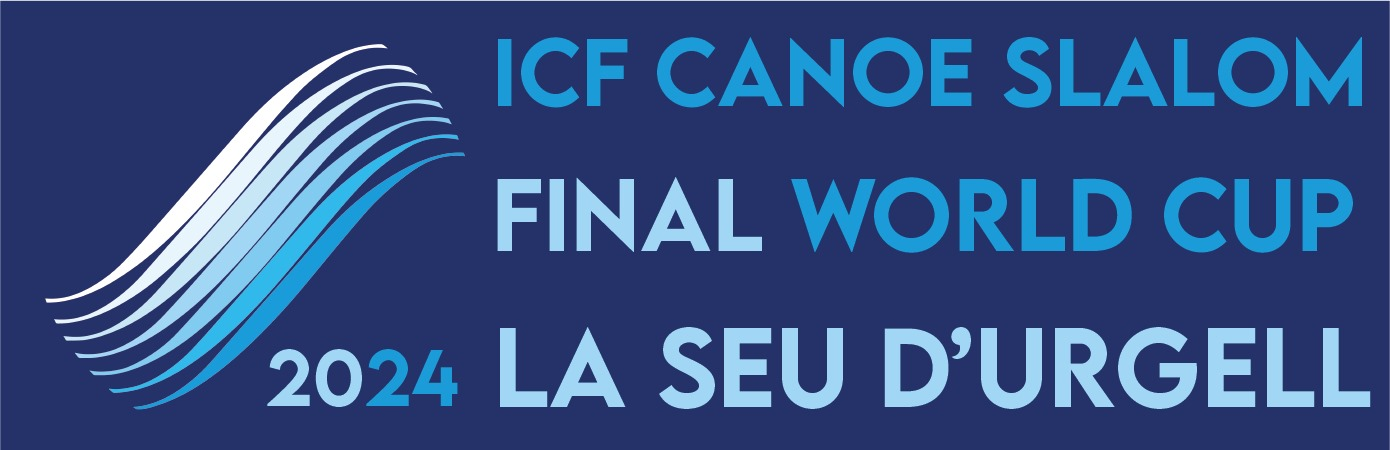 ICF CANOE SLALOM
FINAL WORLD CUP
2024 LA SEU D’URGELL